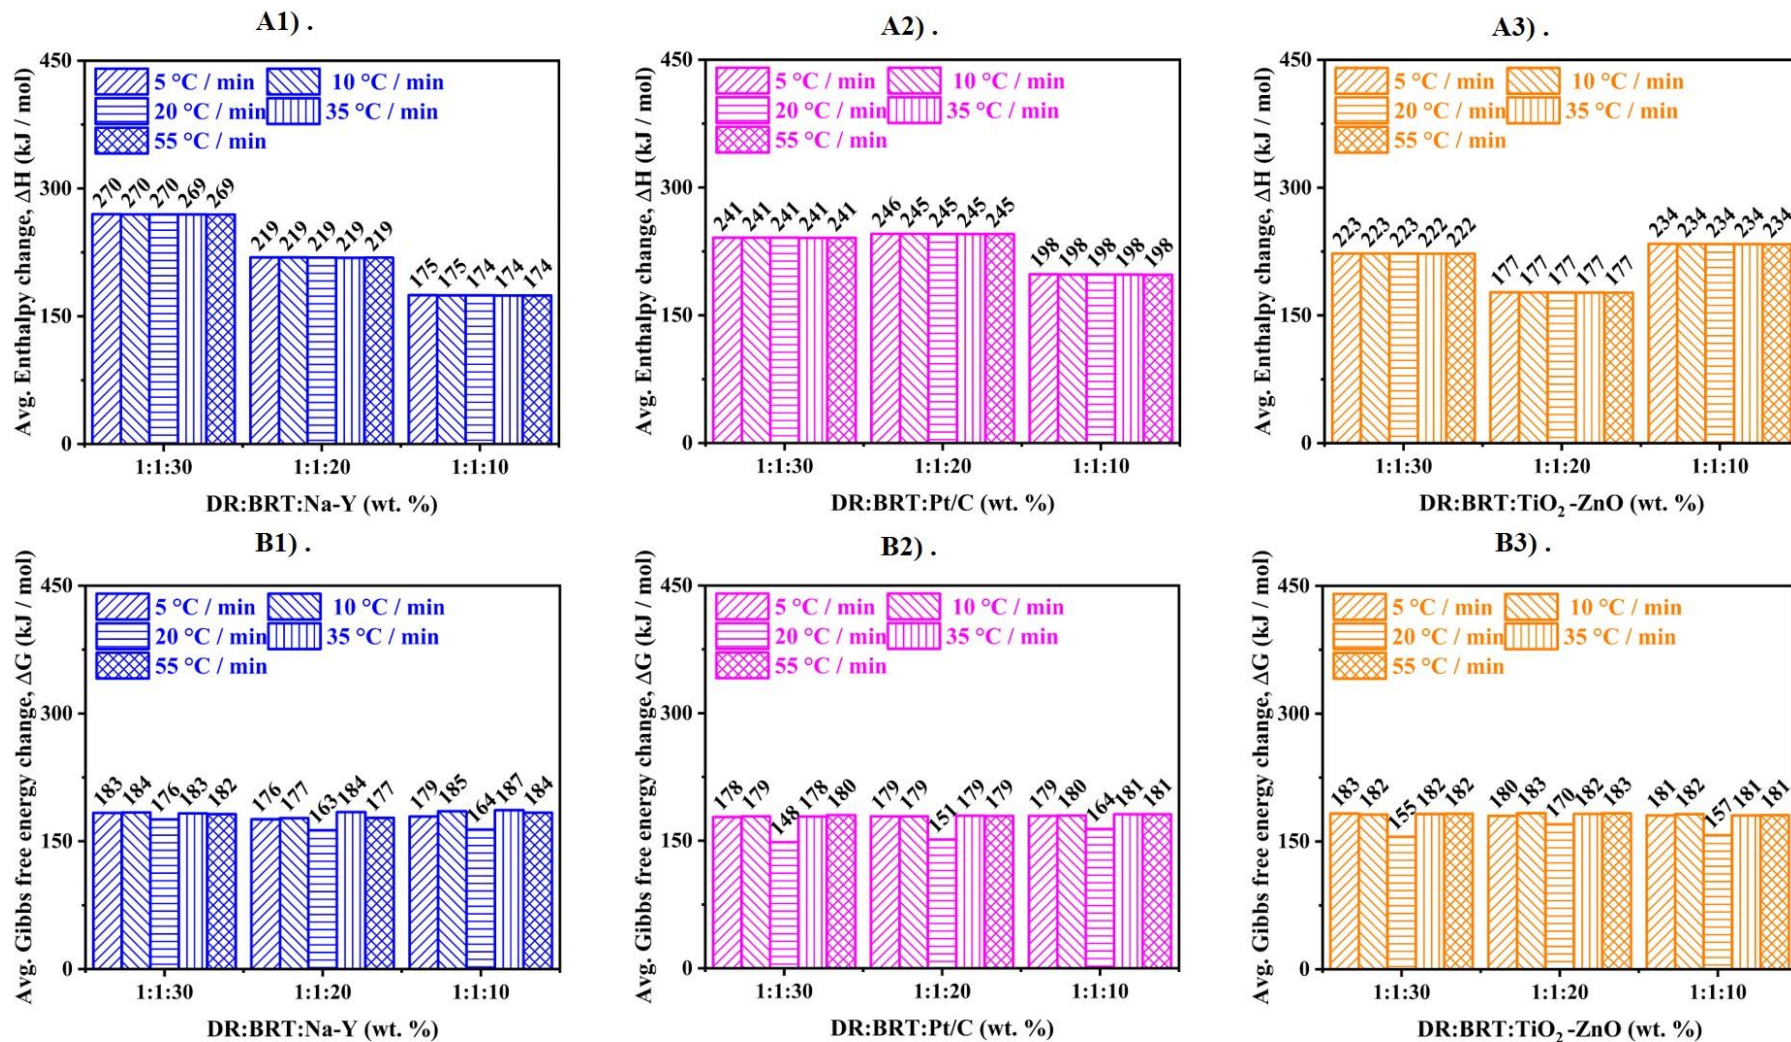 A1) .
Avg. Enthalpy change, ΔH (kJ / mol)
450
300
150
0
5 °C / min
10 °C / min
20 °C / min
35 °C / min
55 °C / min
270 270 270 269 269
219 219 219 219 219
175 175 174 174 174
1:1:30 1:1:20 1:1:10
DR:BRT:Na-Y (wt. %)
A2) .
Avg. Enthalpy change, ΔH (kJ / mol)
450
300
150
0
5 °C / min
10 °C / min
20 °C / min
35 °C / min
55 °C / min
241 241 241 241 241
246 245 245 245 245
198 198 198 198 198
1:1:30 1:1:20 1:1:10
DR:BRT:Pt/C (wt. %)
A3) .
Avg. Enthalpy change, ΔH (kJ / mol)
450
300
150
0
5 °C / min
10 °C / min
20 °C / min
35 °C / min
55 °C / min
223 223 223 222 222
177 177 177 177 177
234 234 234 234 234
1:1:30 1:1:20 1:1:10
DR:BRT:TiO₂-ZnO (wt. %)
B1) .
Avg. Gibbs free energy change, ΔG (kJ / mol)
450
300
150
0
5 °C / min
10 °C / min
20 °C / min
35 °C / min
55 °C / min
183 184 176 183 182
176 177 163 184 177
179 185 164 187 184
1:1:30 1:1:20 1:1:10
DR:BRT:Na-Y (wt. %)
B2) .
Avg. Gibbs free energy change, ΔG (kJ / mol)
450
300
150
0
5 °C / min
10 °C / min
20 °C / min
35 °C / min
55 °C / min
178 179 148 178 180
179 179 151 179 179
179 180 164 181 181
1:1:30 1:1:20 1:1:10
DR:BRT:Pt/C (wt. %)
B3) .
Avg. Gibbs free energy change, ΔG (kJ / mol)
450
300
150
0
5 °C / min
10 °C / min
20 °C / min
35 °C / min
55 °C / min
183 182 155 182 182
180 183 170 182 183
181 182 157 181 181
1:1:30 1:1:20 1:1:10
DR:BRT:TiO₂-ZnO (wt. %)